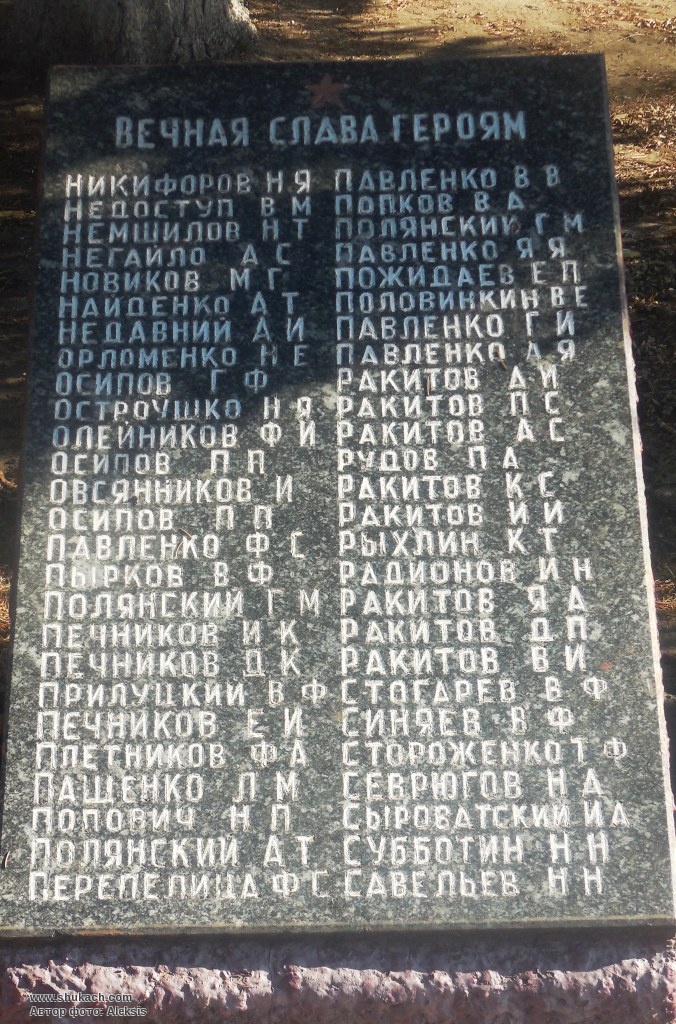 ВЕЧНАЯ СЛАВА ГЕРОЯМ
НИКИФОРОВ Н Я
НЕДОСТУП В М
НЕМШИЛОВ Н Т
НЕГАЙЛО А С
НОВИКОВ М Г
НАЙДЕНКО А Т
НЕДАВНИЙ А И
ОРЛОМЕНКО Н Е
ОСИПОВ Г Ф
ОСТРОУШКО Н Я
ОЛЕЙНИКОВ Ф И
ОСИПОВ П П
ОВСЯННИКОВ И
ОСИПОВ П П
ПАВЛЕНКО Ф С
ПЫРКОВ В Ф
ПОЛЯНСКИЙ Г М
ПЕЧНИКОВ И К
ПЕЧНИКОВ Д К
ПРИЛУЦКИЙ В Ф
ПЕЧНИКОВ Е И
ПЛЕТНИКОВ Ф А
ПАЩЕНКО Л М
ПОПОВИЧ Н П
ПОЛЯНСКИЙ А Т
ПЕРЕПЕЛИЦА Ф С
ПАВЛЕНКО В В
ПОПКОВ В А
ПОЛЯНСКИЙ Г М
ПАВЛЕНКО Я Я
ПОЖИДАЕВ Е П
ПОЛОВИНКИН В Е
ПАВЛЕНКО Г И
ПАВЛЕНКО А Я
РАКИТОВ Д И
РАКИТОВ П С
РАКИТОВ А С
РУДОВ П А
РАКИТОВ К С
РАКИТОВ И И
РЫХЛИН К Т
РАДИОНОВ И Н
РАКИТОВ Я А
РАКИТОВ Д П
РАКИТОВ В И
СТОГАРЕВ В Ф
СИНЯЕВ В Ф
СТОРОЖЕНКО Т Ф
СЕВРЮГОВ Н Д
СЫРОВАТСКИЙ И А
СУББОТИН Н Н
САВЕЛЬЕВ Н Н
www.shukach.com
Автор фото: Aleksis